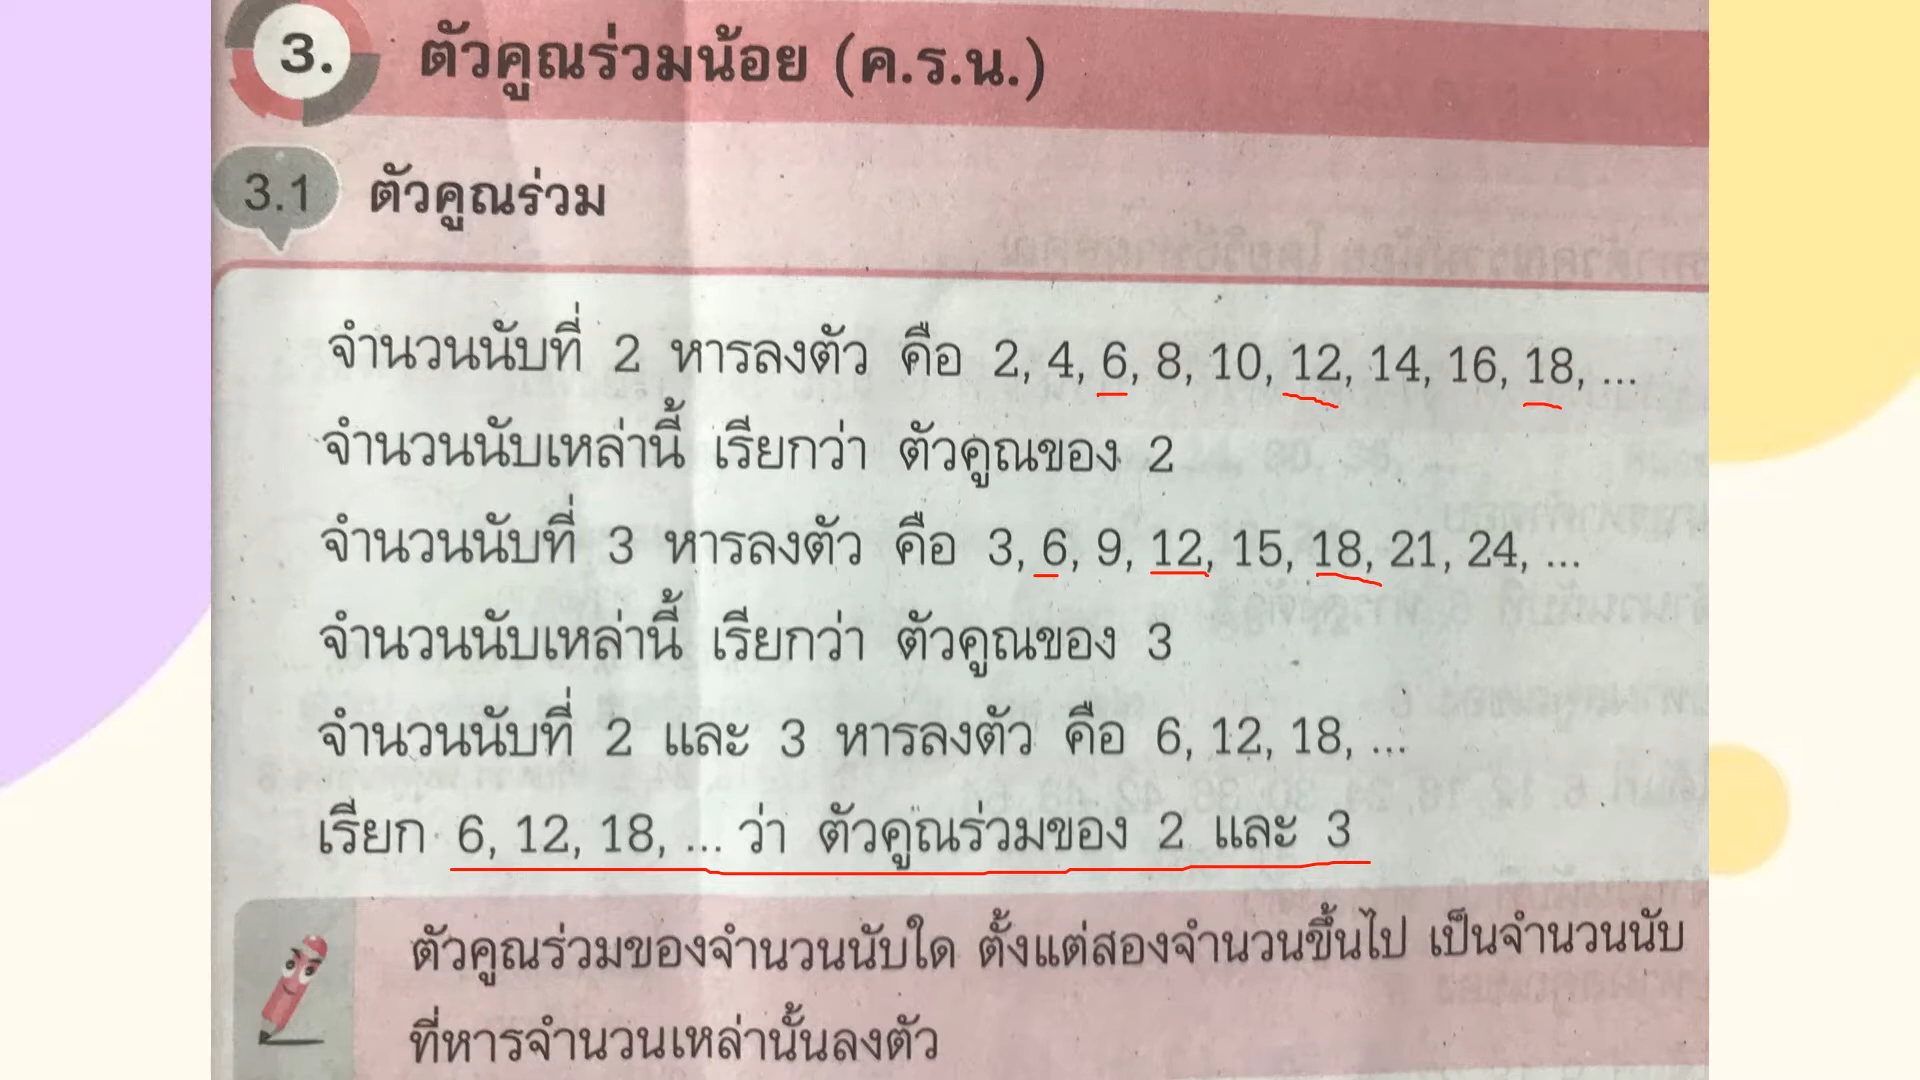 3. ตัวคูณร่วมน้อย (ค.ร.น.)
3.1 ตัวคูณร่วม
จำนวนนับที่ 2 หารลงตัว คือ 2, 4, 6, 8, 10, 12, 14, 16, 18, ...
จำนวนนับเหล่านี้ เรียกว่า ตัวคูณของ 2
จำนวนนับที่ 3 หารลงตัว คือ 3, 6, 9, 12, 15, 18, 21, 24, ...
จำนวนนับเหล่านี้ เรียกว่า ตัวคูณของ 3
จำนวนนับที่ 2 และ 3 หารลงตัว คือ 6, 12, 18, ...
เรียก 6, 12, 18, ... ว่า ตัวคูณร่วมของ 2 และ 3
ตัวคูณร่วมของจำนวนนับใด ตั้งแต่สองจำนวนขึ้นไป เป็นจำนวนนับ
ที่หารจำนวนเหล่านั้นลงตัว